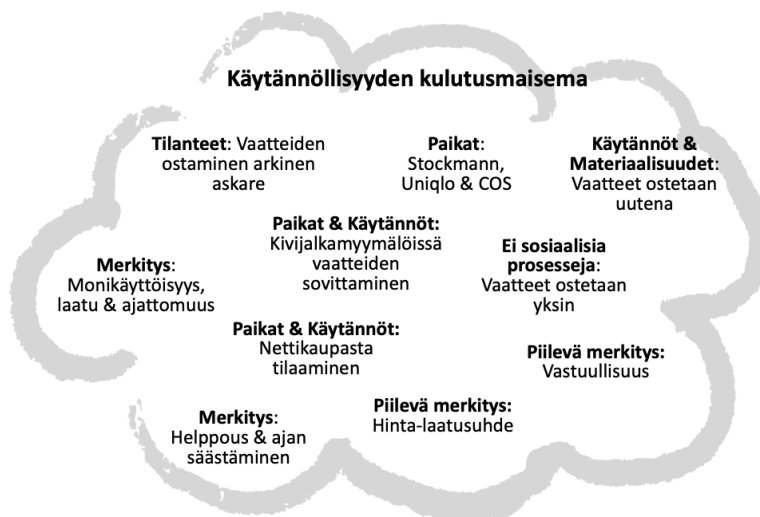 Käytännöllisyyden kulutusmaisema
Tilanteet: Vaatteiden
ostaminen arkinen
askare
Paikat:
Stockmann,
Uniqlo & COS
Käytännöt &
Materiaalisuudet:
Vaatteet ostetaan
uutena
Paikat & Käytännöt:
Kivijalkamyymälöissä
vaatteiden
sovittaminen
Ei sosiaalisia
prosesseja:
Vaatteet ostetaan
yksin
Merkitys:
Monikäyttöisyys,
laatu & ajattomuus
Paikat & Käytännöt:
Nettikaupasta
tilaaminen
Piilevä merkitys:
Vastuullisuus
Merkitys:
Helppous & ajan
säästäminen
Piilevä merkitys:
Hinta-laatusuhde